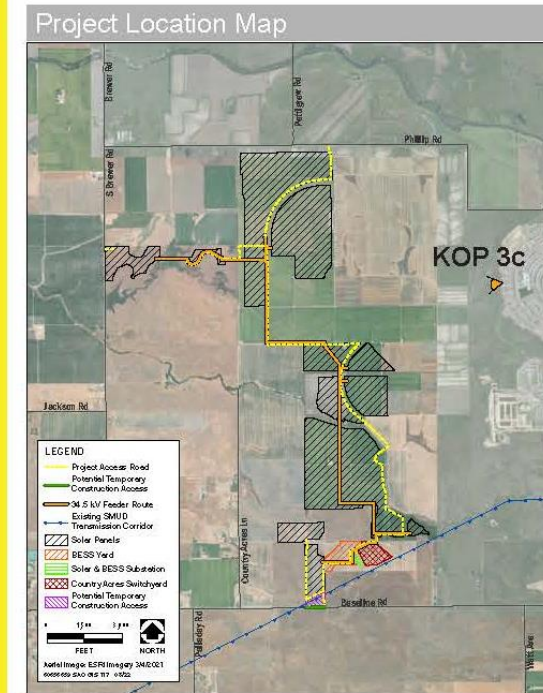 Project Location Map
Brewer Rd
Pettigrew Rd
Phillip Rd
S Brewer Rd
KOP 3c
Jackson Rd
LEGEND
Project Access Road
Potential Temporary
Construction Access
34.5 kV Feeder Route
Existing SMUD
Transmission Corridor
Solar Panels
BESS Yard
Solar & BESS Substation
Country Acres Switchyard
Potential Temporary
Construction Access
FEET
NORTH
Aerial Image: ESRI Imagery 3/4/2021
Country Acres Ln
Baseline Rd
Palladay Rd
Watt Ave